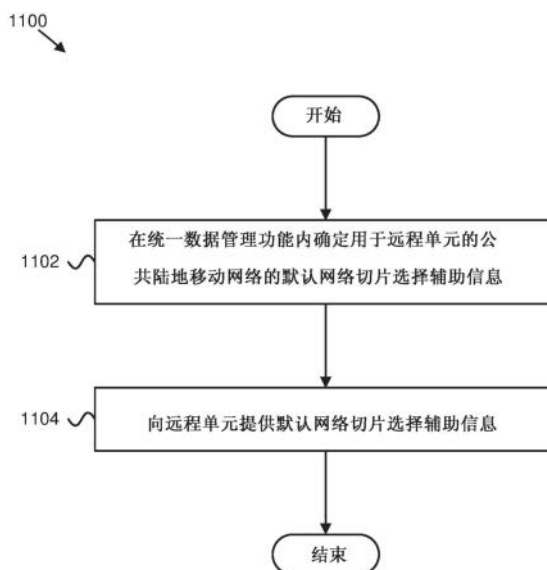 1100
开始
在统一数据管理功能内确定用于远程单元的公
共陆地移动网络的默认网络切片选择辅助信息
1102
向远程单元提供默认网络切片选择辅助信息
1104
结束